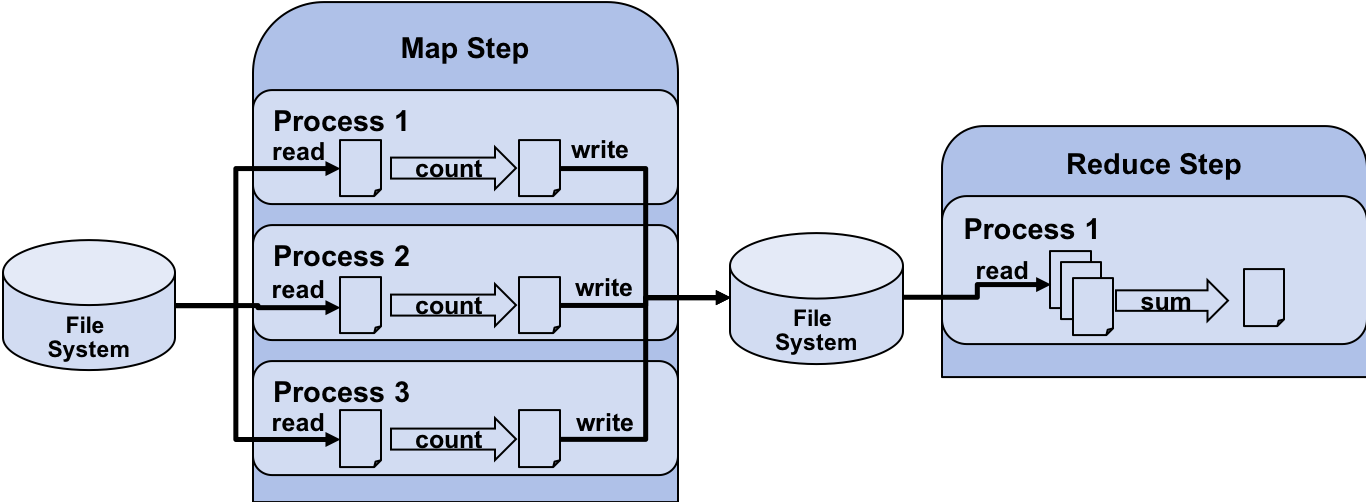 Map Step
Process 1
read
count
write
Process 2
read
count
write
Process 3
read
count
write
File
System
File
System
Reduce Step
Process 1
read
sum